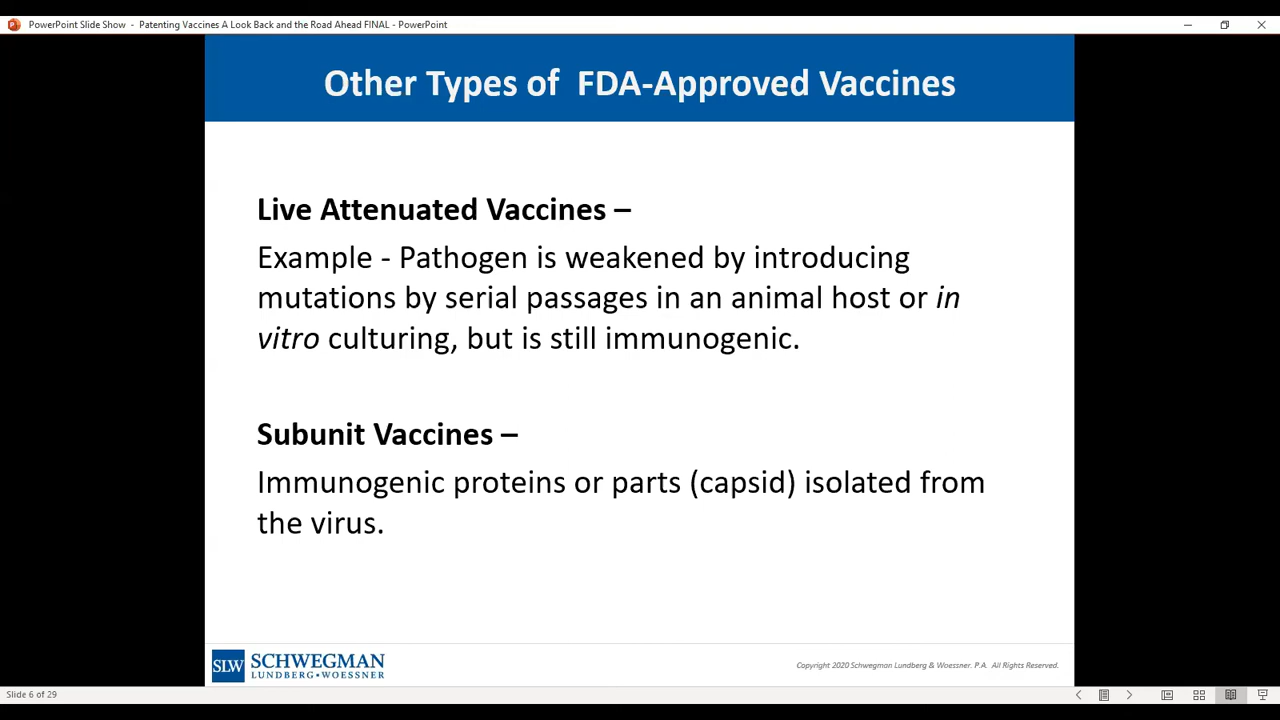 PowerPoint Slide Show - Patenting Vaccines A Look Back and the Road Ahead FINAL - PowerPoint
Other Types of FDA-Approved Vaccines
Live Attenuated Vaccines –
Example - Pathogen is weakened by introducing
mutations by serial passages in an animal host or in
vitro culturing, but is still immunogenic.
Subunit Vaccines –
Immunogenic proteins or parts (capsid) isolated from
the virus.
SLW SCHWEGMAN
LUNDBERG • WOESSNER
Copyright 2020 Schwegman Lundberg & Woessner. P.A. All Rights Reserved.
Slide 6 of 29